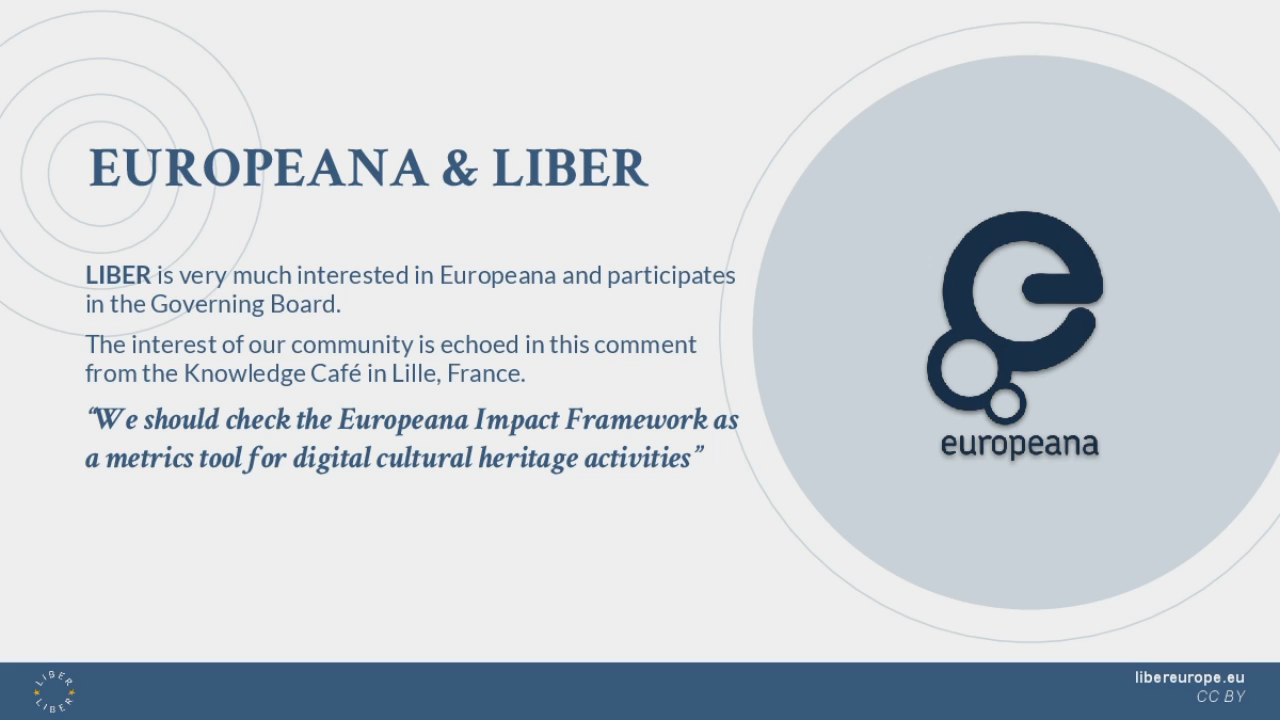 EUROPEANA & LIBER
LIBER is very much interested in Europeana and participates
in the Governing Board.
The interest of our community is echoed in this comment
from the Knowledge Café in Lille, France.
“We should check the Europeana Impact Framework as
a metrics tool for digital cultural heritage activities”
europeana
LIBER
LIBER
libereurope.eu
CC BY